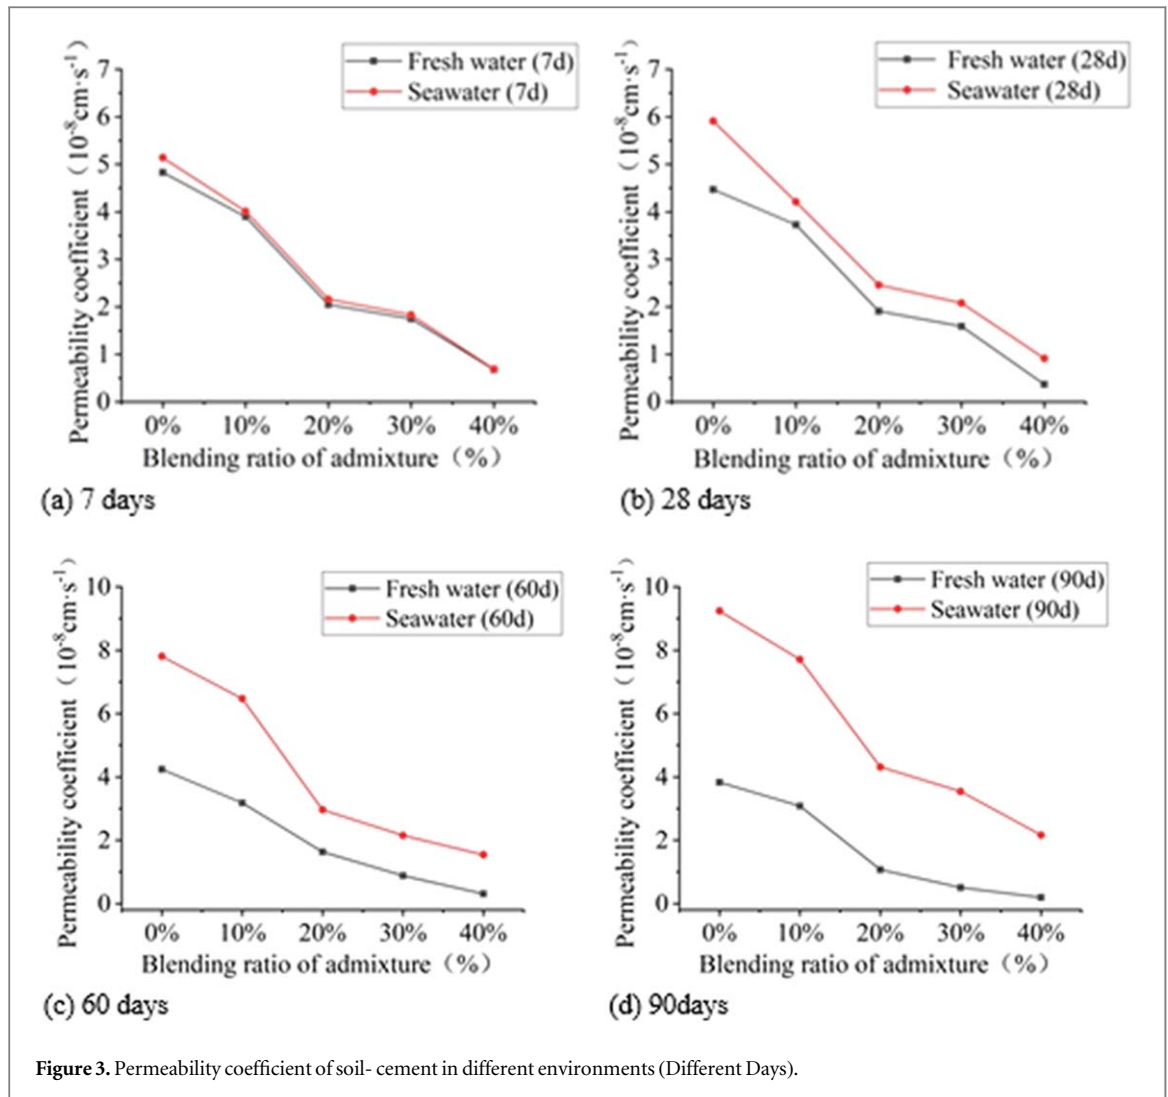 Fresh water (7d)
Seawater (7d)
Permeability coefficient (10⁻⁸cm·s⁻¹)
7
6
5
4
3
2
1
0
0% 10% 20% 30% 40%
Blending ratio of admixture (%)
(a) 7 days
Fresh water (28d)
Seawater (28d)
Permeability coefficient (10⁻⁸cm·s⁻¹)
7
6
5
4
3
2
1
0
0% 10% 20% 30% 40%
Blending ratio of admixture (%)
(b) 28 days
Fresh water (60d)
Seawater (60d)
Permeability coefficient (10⁻⁸cm·s⁻¹)
10
8
6
4
2
0
0% 10% 20% 30% 40%
Blending ratio of admixture (%)
(c) 60 days
Fresh water (90d)
Seawater (90d)
Permeability coefficient (10⁻⁸cm·s⁻¹)
10
8
6
4
2
0
0% 10% 20% 30% 40%
Blending ratio of admixture (%)
(d) 90days
Figure 3. Permeability coefficient of soil- cement in different environments (Different Days).